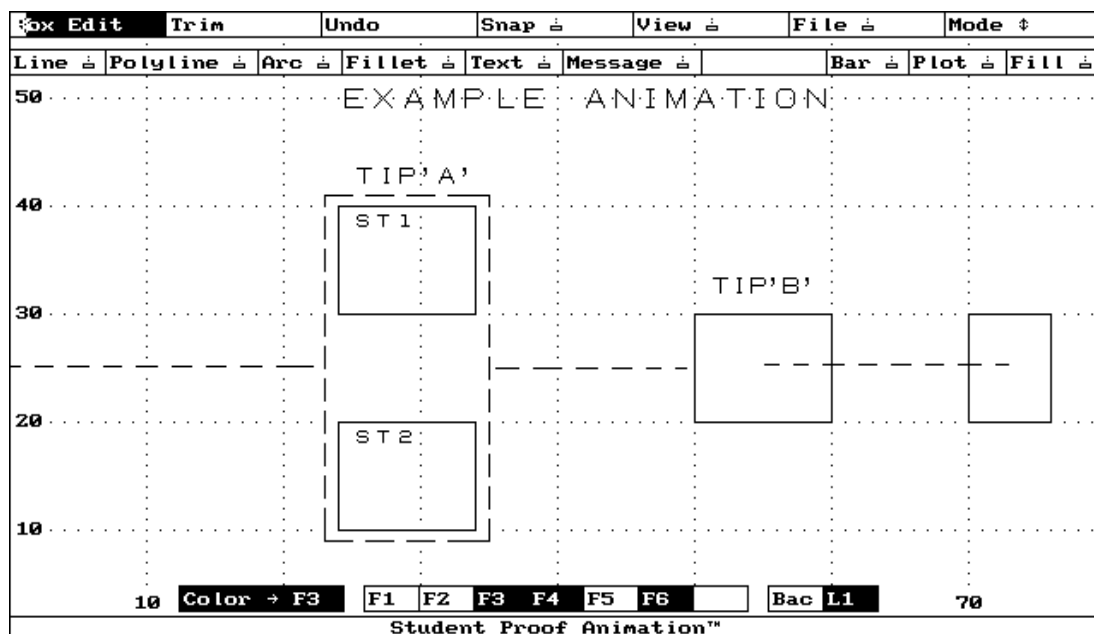 ox Edit Trim Undo Snap View File Mode
Line Polyline Arc Fillet Text Message Bar Plot Fill
50 EXAMPLE ANIMATION
TIP'A'
40
ST1
TIP'B'
30
20
ST2
10
10 Color → F3 F1 F2 F3 F4 F5 F6 Bac L1 70
Student Proof Animation™